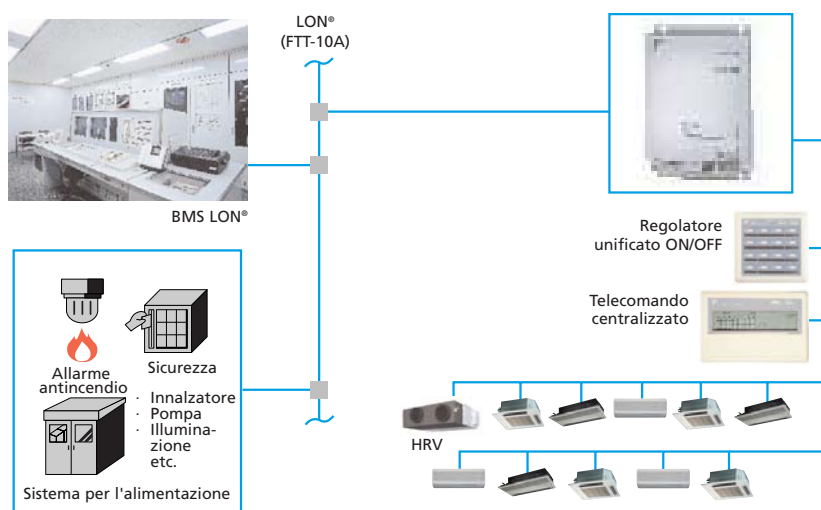 LON®
(FTT-10A)
BMS LON®
Regolatore
unificato ON/OFF
Telecomando
centralizzato
Allarme
antincendio
Sicurezza
· Innalzatore
· Pompa
· Illumina-
zione
etc.
Sistema per l'alimentazione
HRV